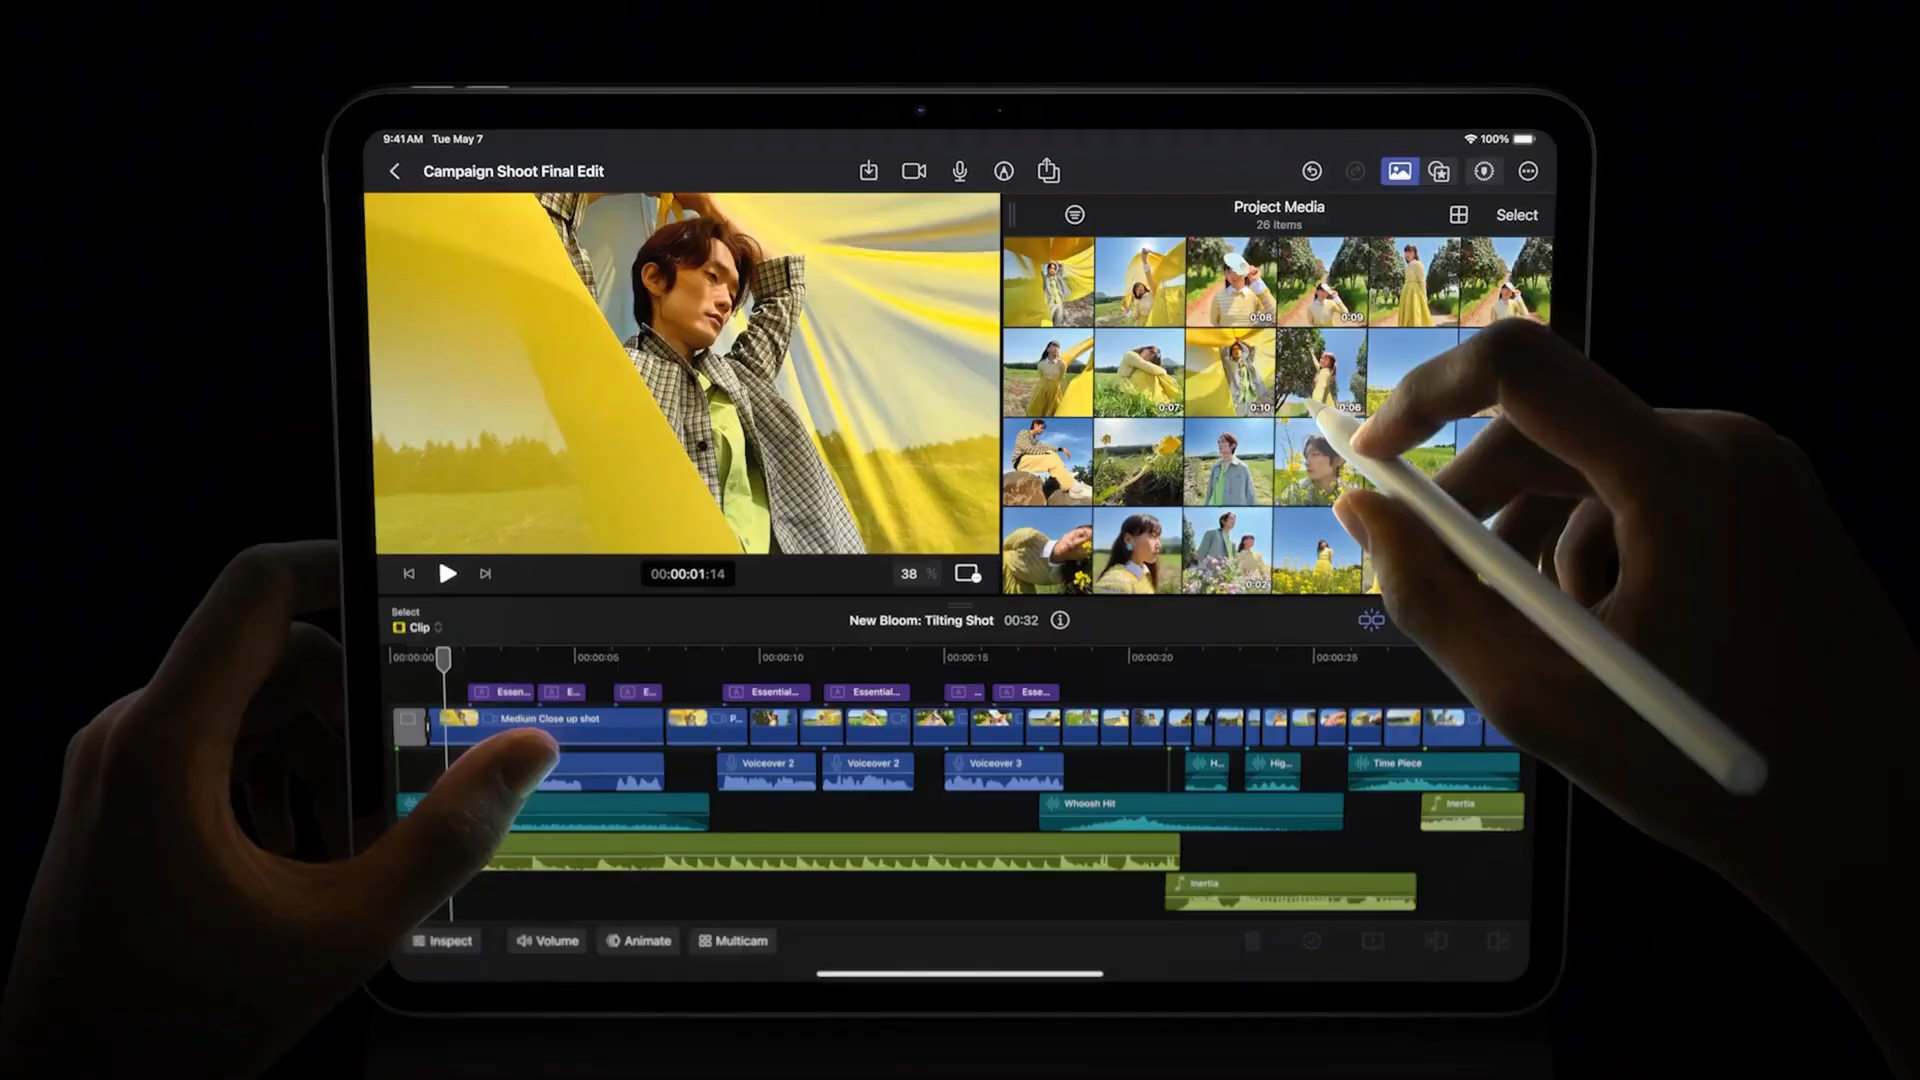 9:41AM Tue May 7
100%
Campaign Shoot Final Edit
Project Media
26 Items
Select
0:08
0:09
0:07
0:10
0:06
0:02
00:00:01:14
38 %
Select
Clip
New Bloom: Tilting Shot 00:32
00:00:00
00:00:05
00:00:10
00:00:15
00:00:20
00:00:25
Essen...
E...
E...
Essential...
Essential...
...
Esse...
Medium Close up shot
P...
Voiceover 2
Voiceover 2
Voiceover 3
H...
Hig...
Time Piece
Whoosh Hit
Inertia
Inertia
Inspect
Volume
Animate
Multicam